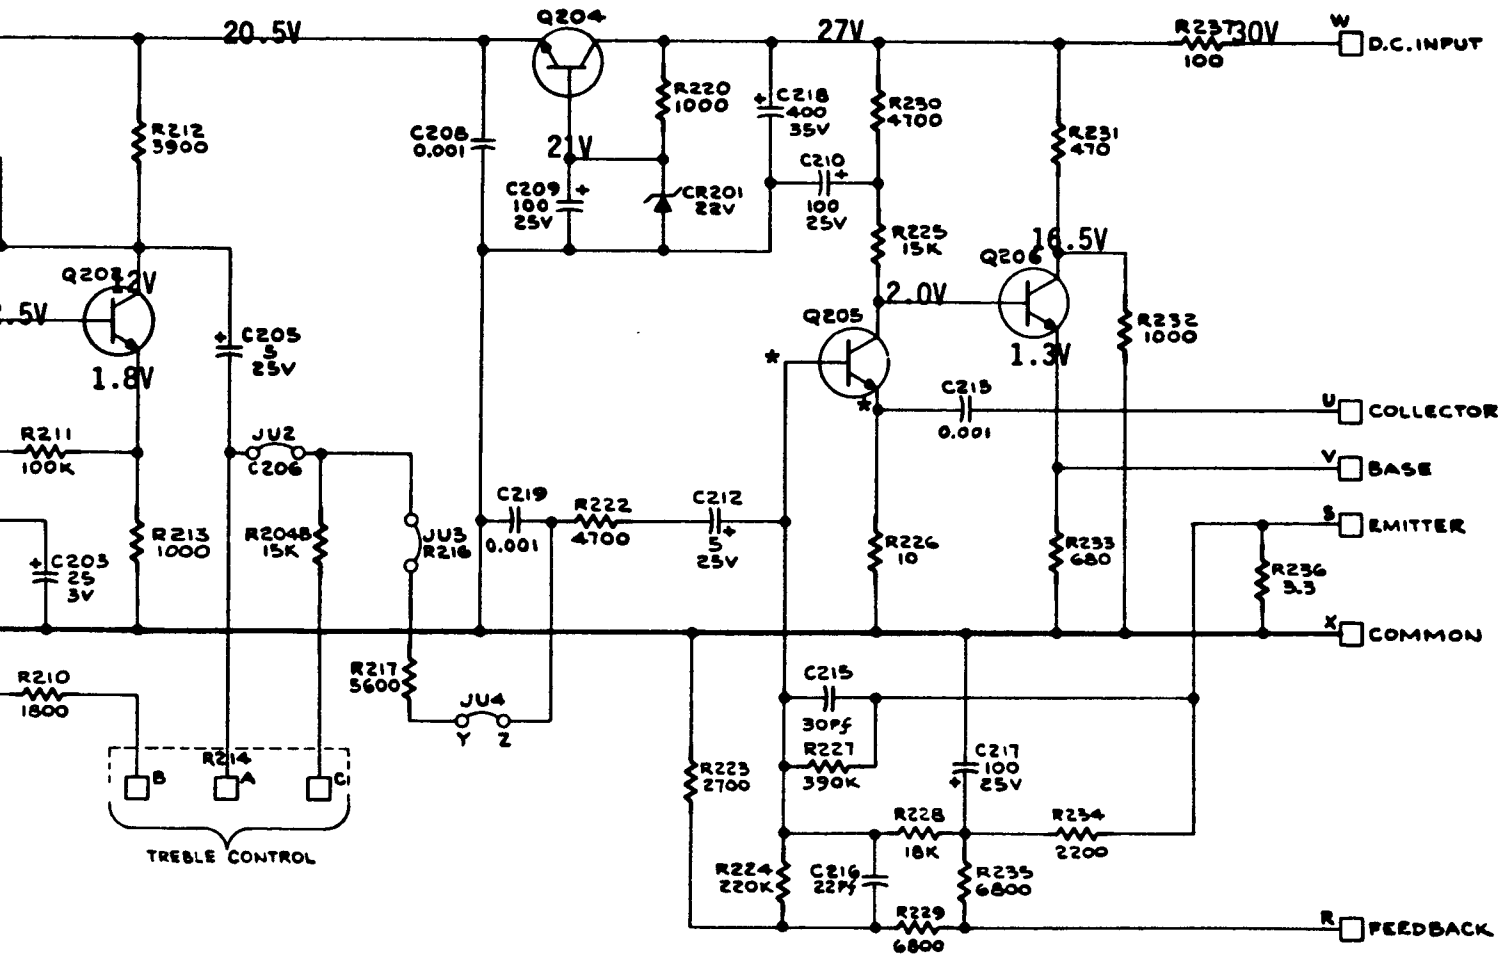 Q204
20.5V
27V
R237
30V
W
D.C. INPUT
100
R220
1000
C218
400
35V
R230
4700
R212
3900
C208
0.001
R231
470
21V
C210
100
25V
C209
100
25V
CR201
22V
R225
15K
16.5V
Q206
Q202
12V
2.0V
.5V
Q205
R232
1000
C205
5
25V
*
1.3V
1.8V
C213
0.001
*
U
COLLECTOR
R211
100K
JU2
C206
V
BASE
C219
0.001
R222
4700
C212
5
25V
S
EMITTER
R213
1000
R204B
15K
JU3
R216
R226
10
R233
680
R236
3.3
C203
25
3V
X
COMMON
R210
1800
R217
5600
C215
30Pf
JU4
Y Z
R227
390K
C217
100
25V
R214
B
A
C
R223
2700
R228
18K
R234
2200
TREBLE CONTROL
R224
220K
C216
22Pf
R235
6800
R229
6800
R
FEEDBACK